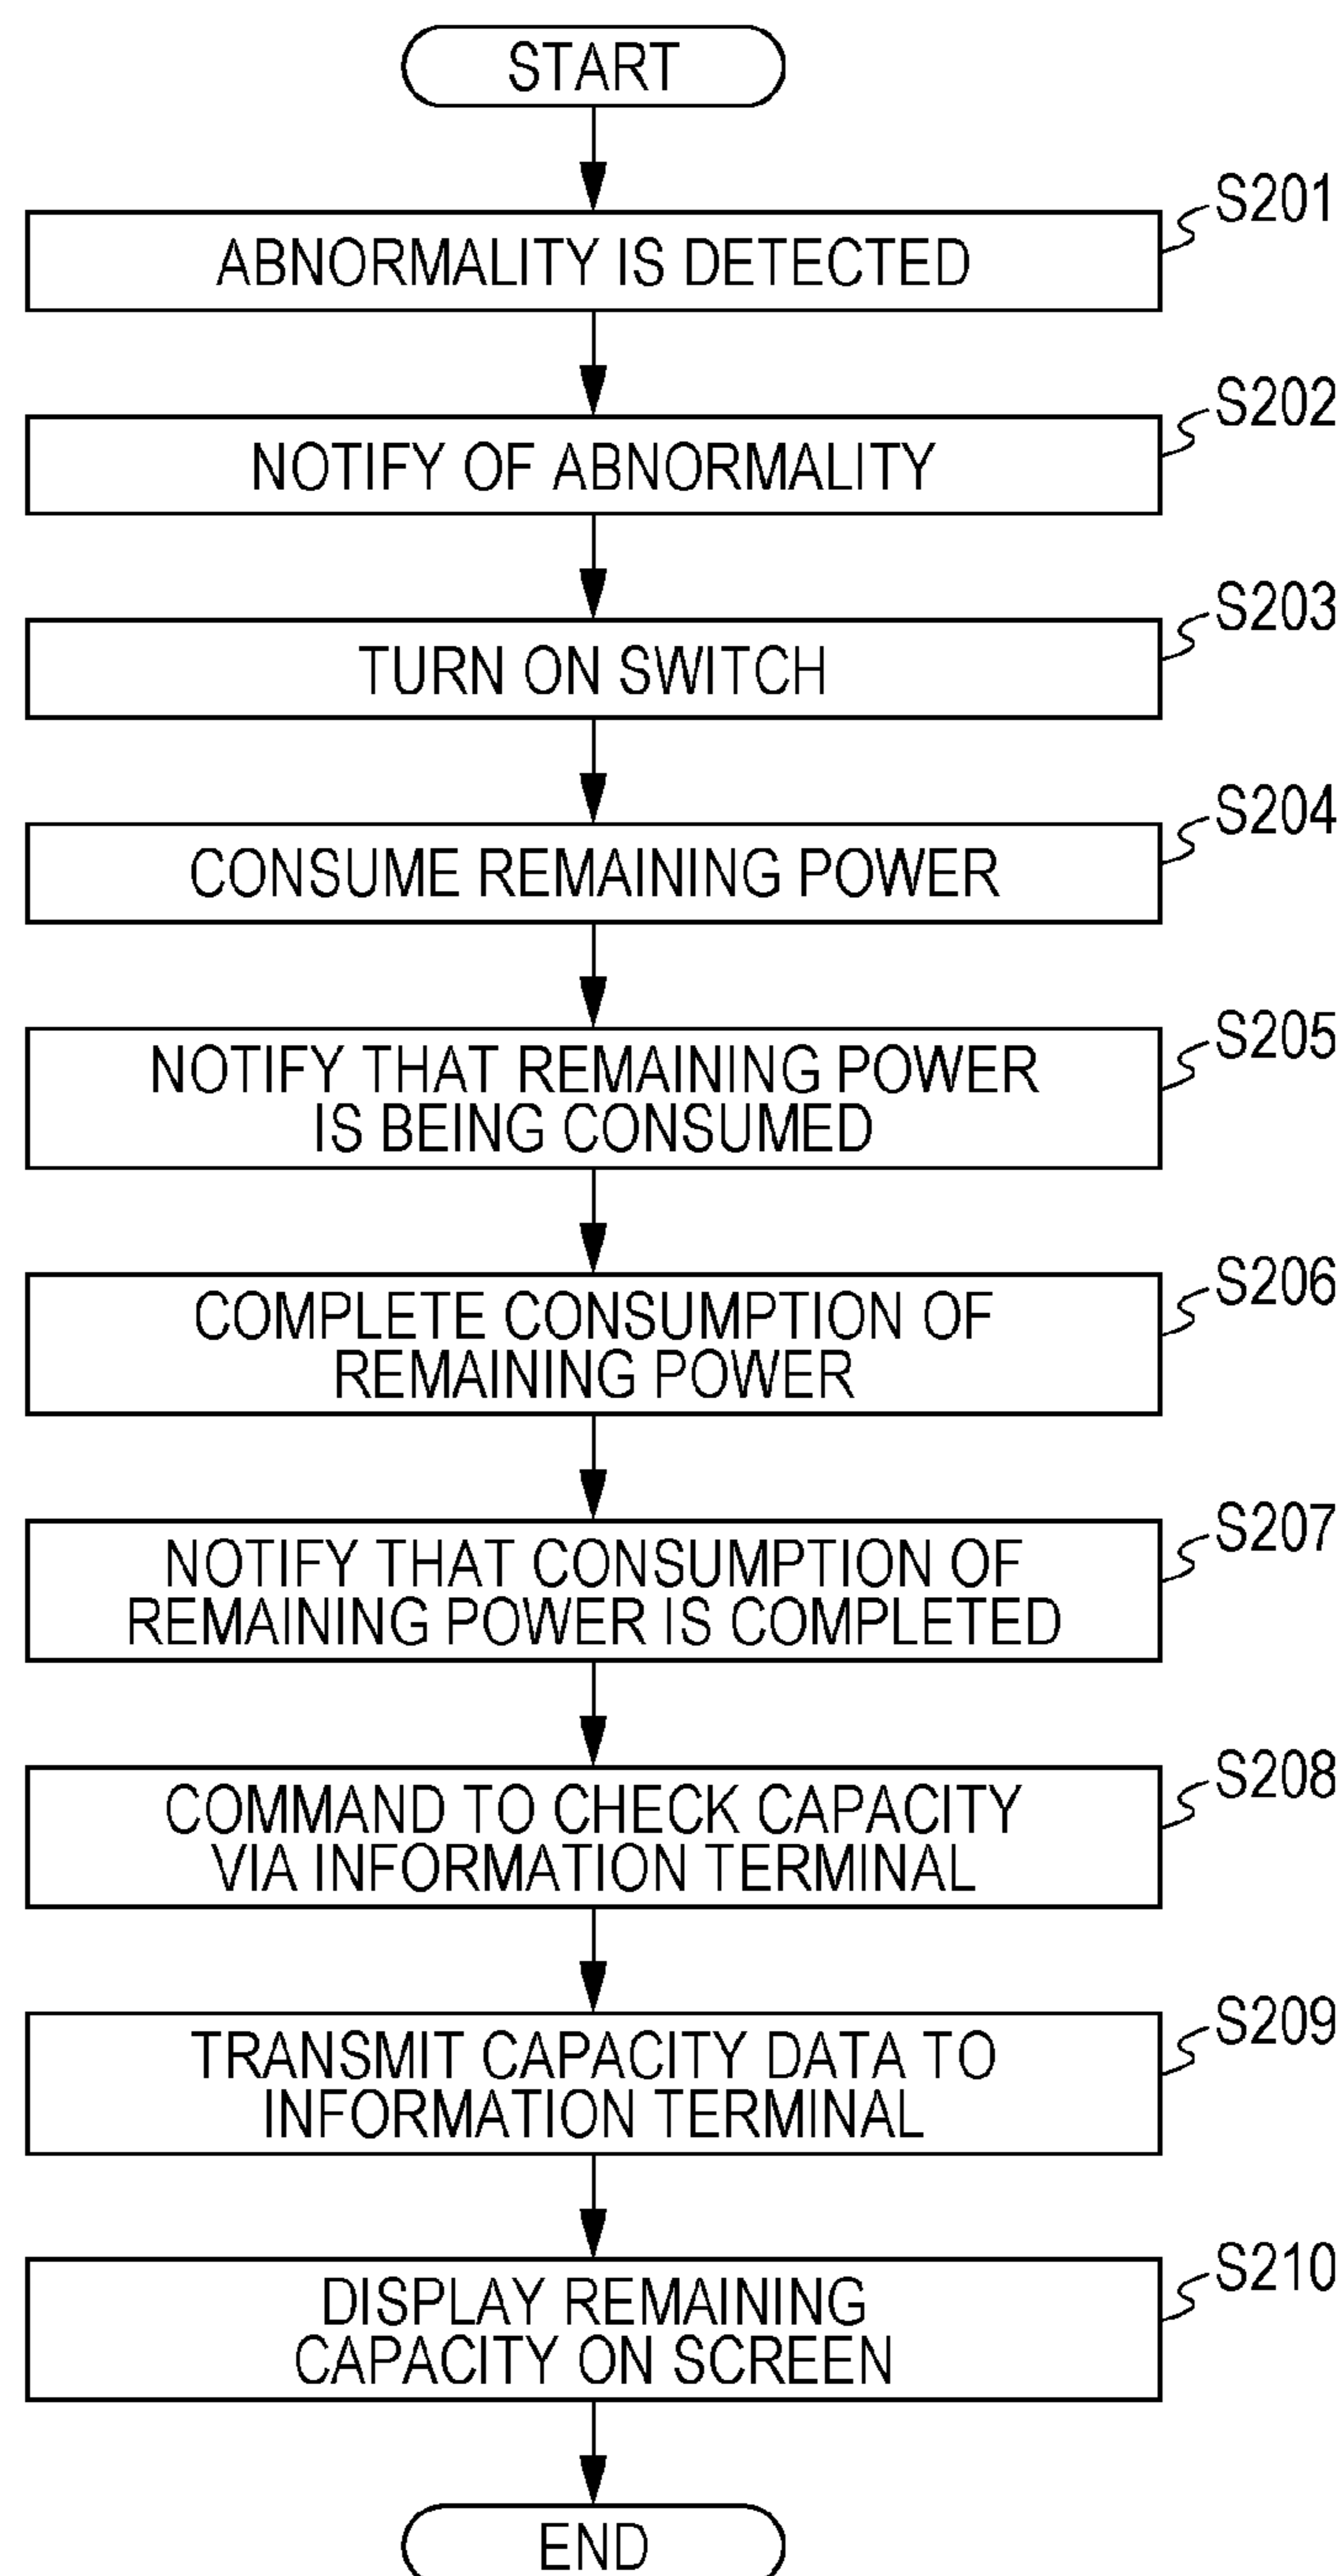 START
S201
ABNORMALITY IS DETECTED
S202
NOTIFY OF ABNORMALITY
S203
TURN ON SWITCH
S204
CONSUME REMAINING POWER
S205
NOTIFY THAT REMAINING POWER
IS BEING CONSUMED
S206
COMPLETE CONSUMPTION OF
REMAINING POWER
S207
NOTIFY THAT CONSUMPTION OF
REMAINING POWER IS COMPLETED
S208
COMMAND TO CHECK CAPACITY
VIA INFORMATION TERMINAL
S209
TRANSMIT CAPACITY DATA TO
INFORMATION TERMINAL
S210
DISPLAY REMAINING
CAPACITY ON SCREEN
END